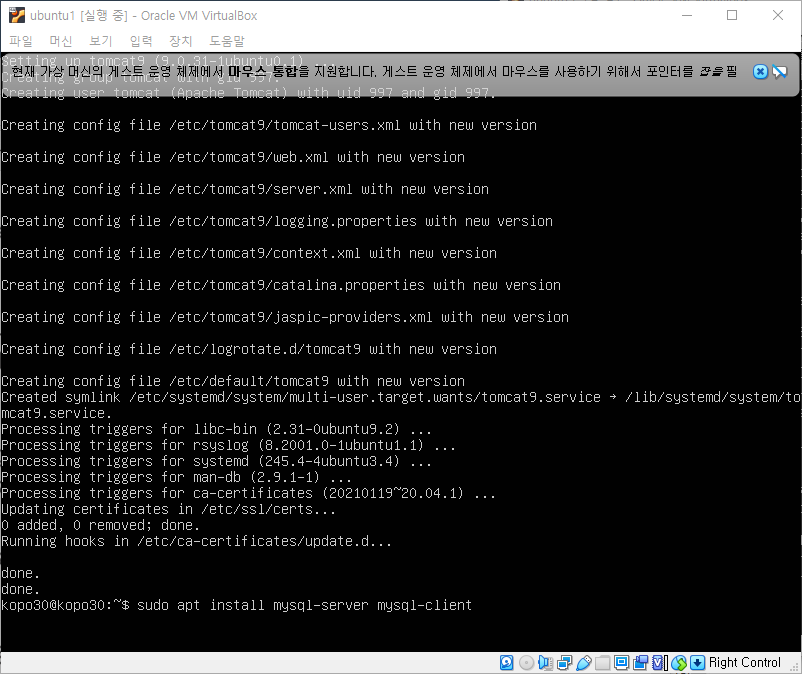 ubuntu1 [실행 중] - Oracle VM VirtualBox
파일 머신 보기 입력 장치 도움말
Setting up tomcat9 (9.0.31-1ubuntu0.1) ...
현재 가상 머신의 게스트 운영 체제에서 마우스 통합을 지원합니다. 게스트 운영 체제에서 마우스를 사용하기 위해서 포인터를 잡을 필
Creating group tomcat with gid 997.
Creating user tomcat (Apache Tomcat) with uid 997 and gid 997.
Creating config file /etc/tomcat9/tomcat-users.xml with new version
Creating config file /etc/tomcat9/web.xml with new version
Creating config file /etc/tomcat9/server.xml with new version
Creating config file /etc/tomcat9/logging.properties with new version
Creating config file /etc/tomcat9/context.xml with new version
Creating config file /etc/tomcat9/catalina.properties with new version
Creating config file /etc/tomcat9/jaspic-providers.xml with new version
Creating config file /etc/logrotate.d/tomcat9 with new version
Creating config file /etc/default/tomcat9 with new version
Created symlink /etc/systemd/system/multi-user.target.wants/tomcat9.service → /lib/systemd/system/to
mcat9.service.
Processing triggers for libc-bin (2.31-0ubuntu9.2) ...
Processing triggers for rsyslog (8.2001.0-1ubuntu1.1) ...
Processing triggers for systemd (245.4-4ubuntu3.4) ...
Processing triggers for man-db (2.9.1-1) ...
Processing triggers for ca-certificates (20210119~20.04.1) ...
Updating certificates in /etc/ssl/certs...
0 added, 0 removed; done.
Running hooks in /etc/ca-certificates/update.d...
done.
done.
kopo30@kopo30:~$ sudo apt install mysql-server mysql-client
Right Control